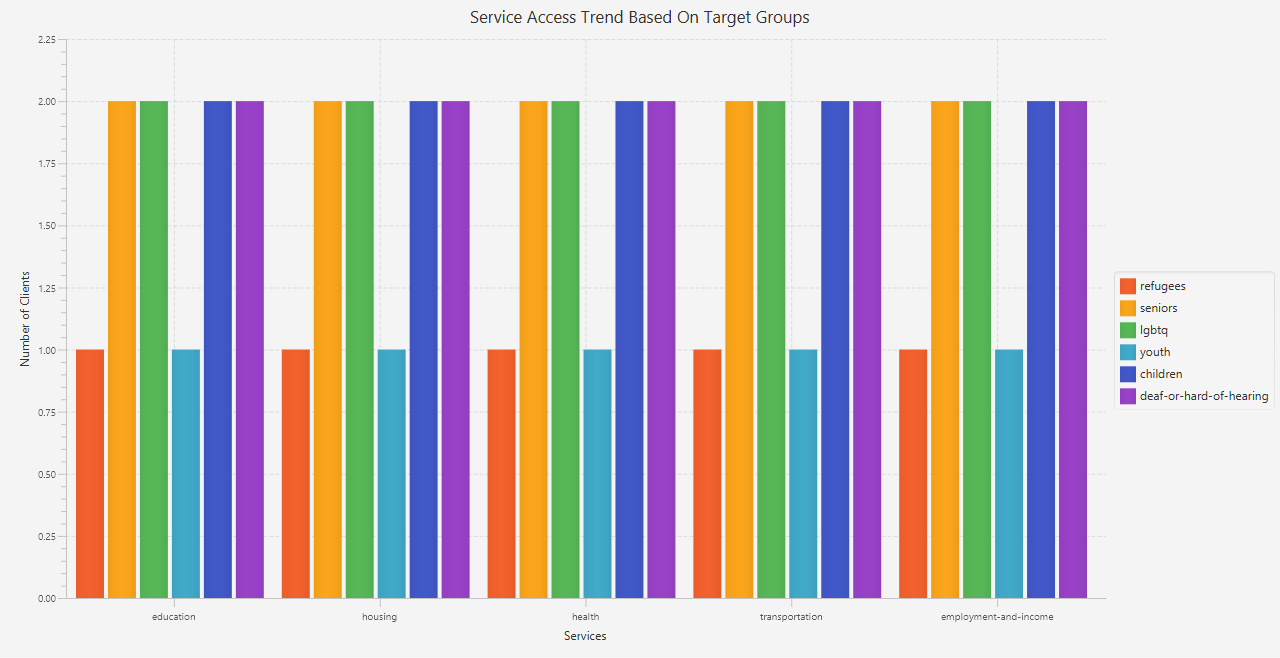 Service Access Trend Based On Target Groups
2.25
2.00
1.75
1.50
1.25
1.00
0.75
0.50
0.25
0.00
Number of Clients
education
housing
health
transportation
employment-and-income
Services
refugees
seniors
lgbtq
youth
children
deaf-or-hard-of-hearing